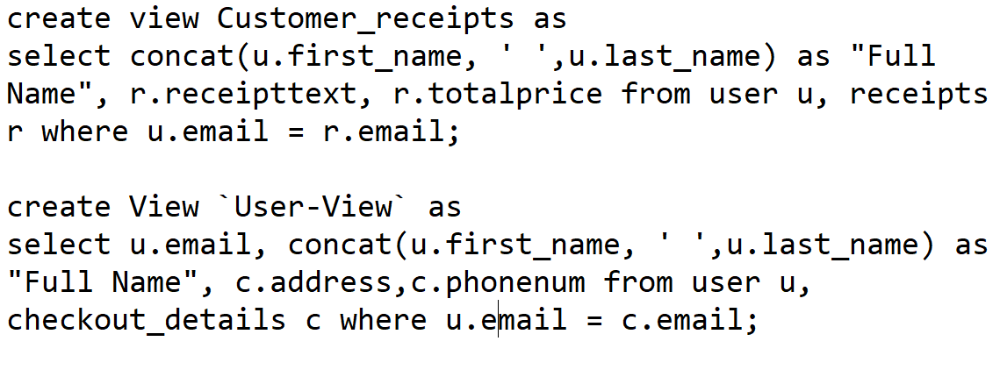 create view Customer_receipts as
select concat(u.first_name, ' ',u.last_name) as "Full
Name", r.receipttext, r.totalprice from user u, receipts
r where u.email = r.email;
create View `User-View` as
select u.email, concat(u.first_name, ' ',u.last_name) as
"Full Name", c.address,c.phonenum from user u,
checkout_details c where u.email = c.email;